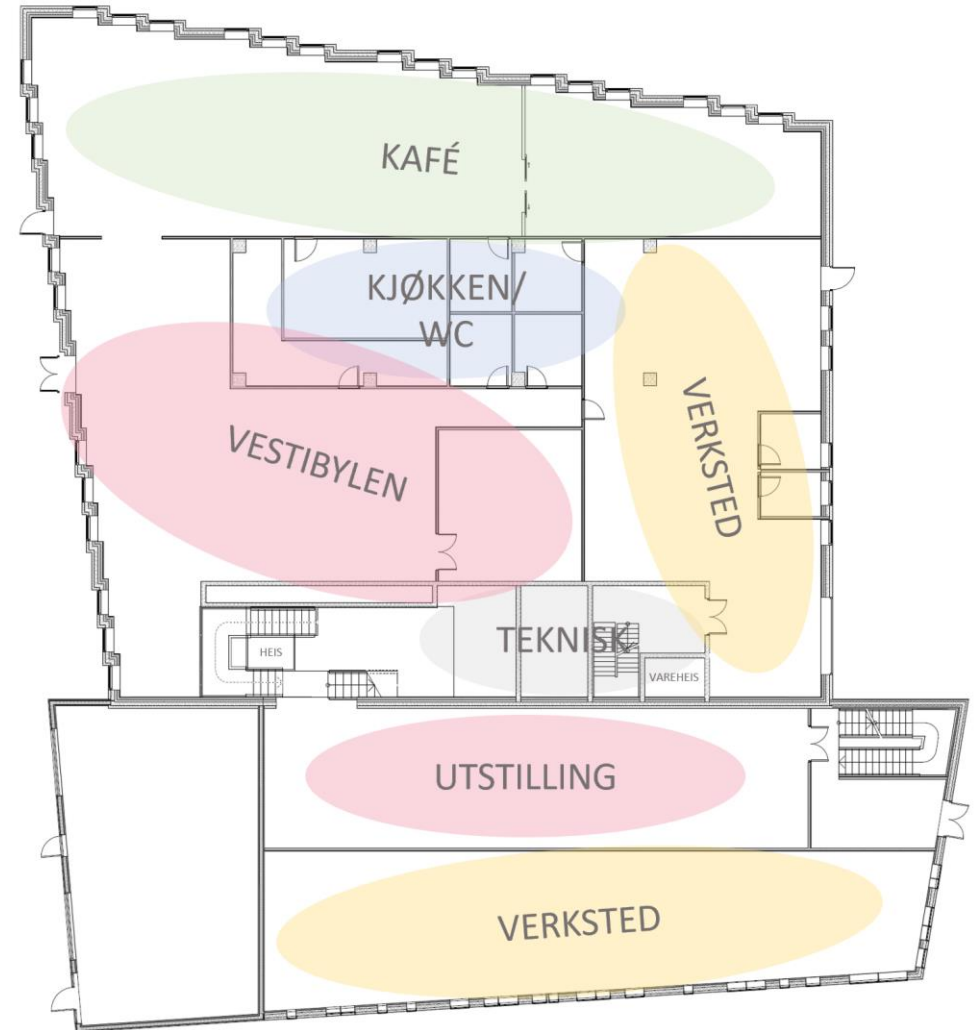 KAFÉ
KJØKKEN/
WC
VESTIBYLEN
VERKSTED
TEKNISK
HEIS
VAREHEIS
UTSTILLING
VERKSTED